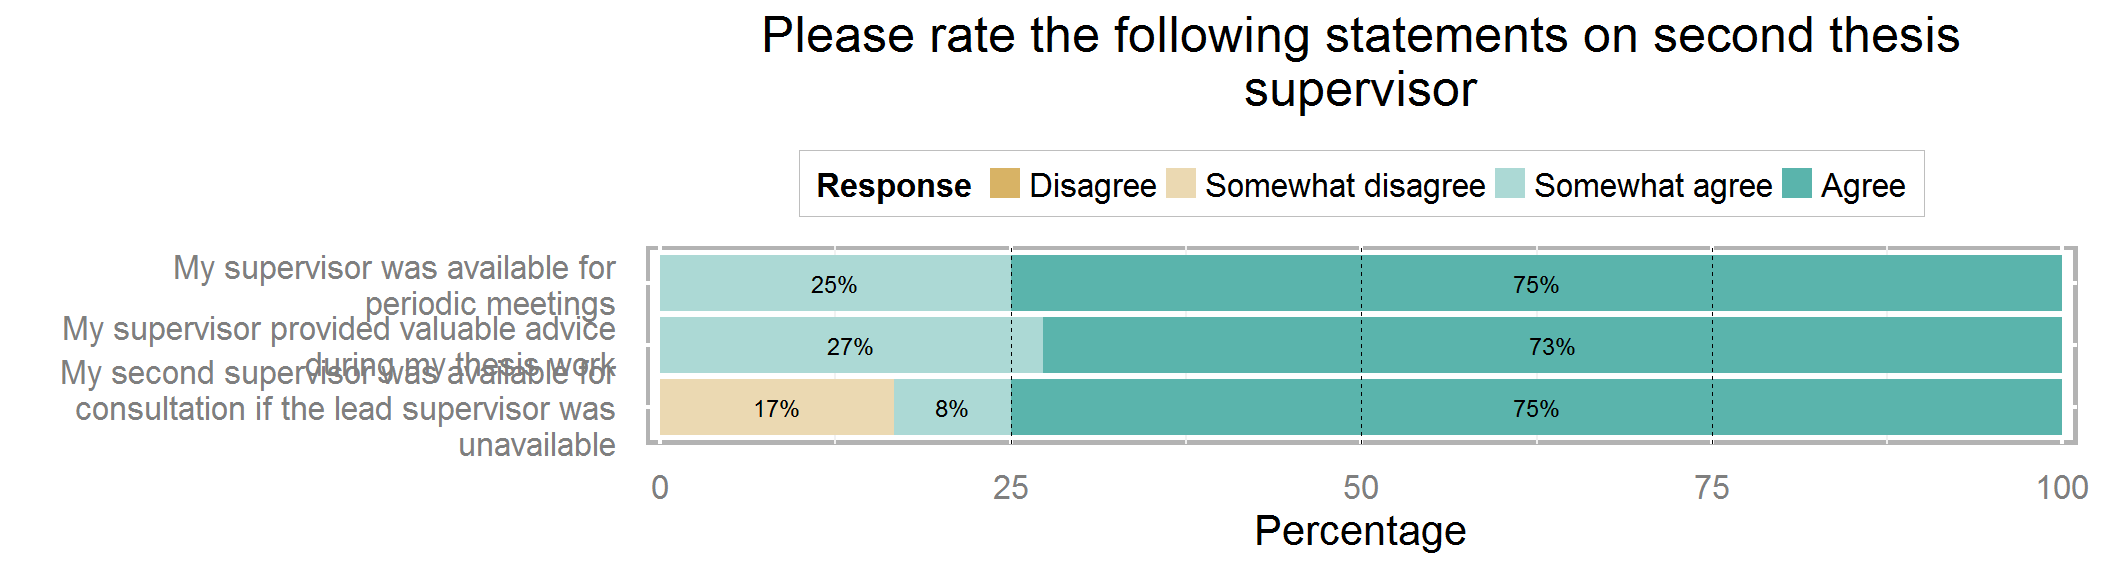 Please rate the following statements on second thesis
supervisor
Response Disagree Somewhat disagree Somewhat agree Agree
My supervisor was available for
periodic meetings
25% 75%
My supervisor provided valuable advice
during my thesis work
27% 73%
My second supervisor was available for
consultation if the lead supervisor was
unavailable
17% 8% 75%
0 25 50 75 100
Percentage